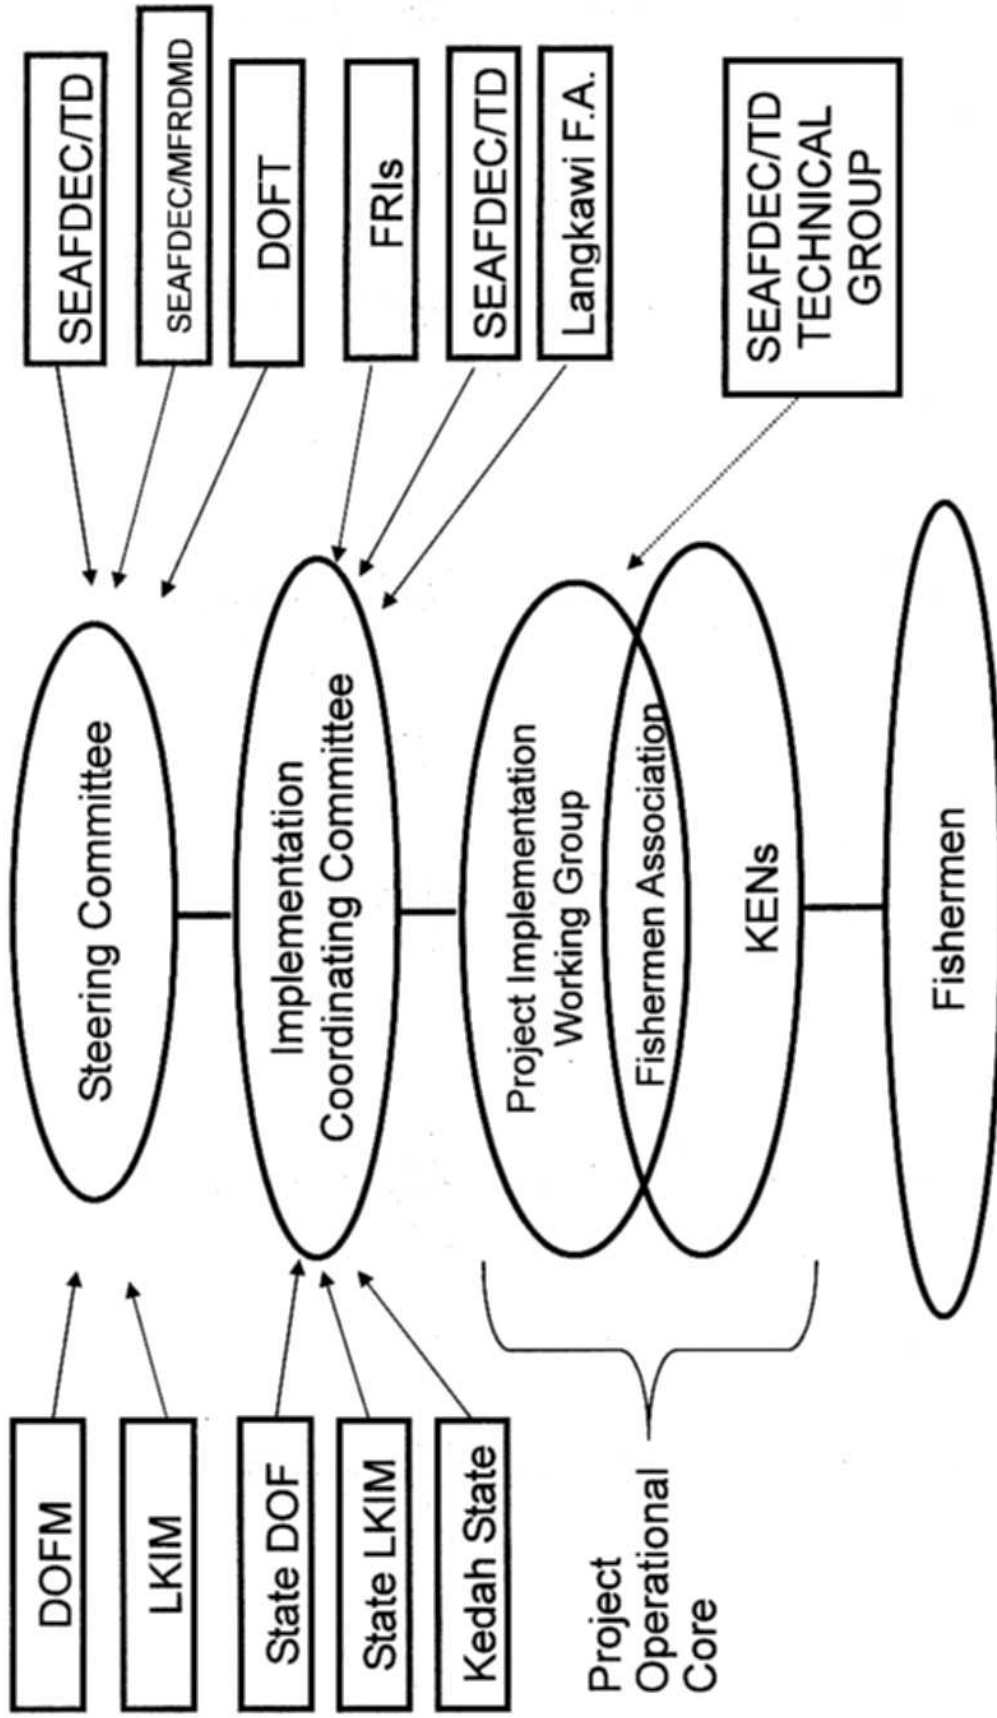 SEAFDEC/TD
SEAFDEC/MFRDMD
DOFT
FRIs
SEAFDEC/TD
Langkawi F.A.
SEAFDEC/TD
TECHNICAL
GROUP
Steering Committee
Implementation
Coordinating Committee
Project Implementation
Working Group
Fishermen Association
KENs
Fishermen
DOFM
LKIM
State DOF
State LKIM
Kedah State
Project
Operational
Core